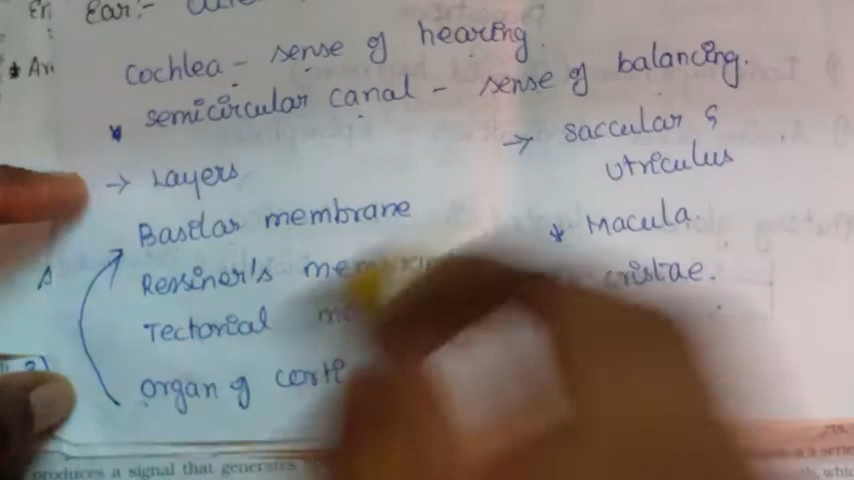 Ear:-
cochlea - sense of hearing.
* semicircular canal - sense of balancing.
→ saccular &
utriculus
→ Layers
Basilar membrane
* Macula.
Ressiner's
cristae.
Tectorial
organ of corti
produces a signal that generates